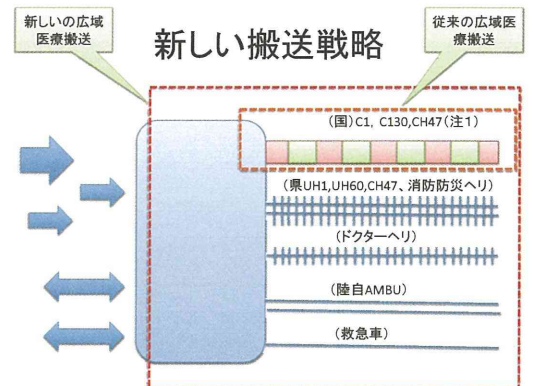 新しいの広域
医療搬送
新しい搬送戦略
従来の広域医
療搬送
(国)C1, C130,CH47(注1)
(県UH1,UH60,CH47、消防防災ヘリ)
(ドクターヘリ)
(陸自AMBU)
(救急車)